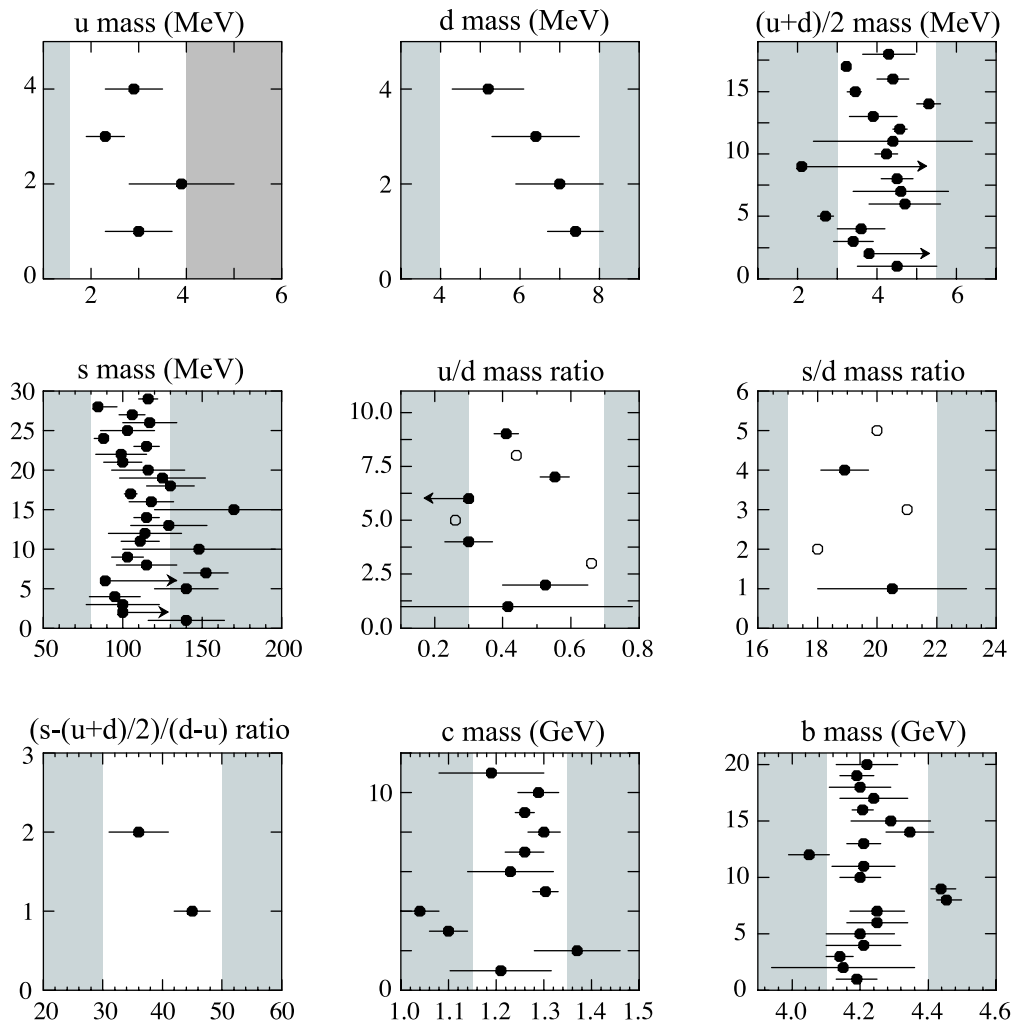 u mass (MeV)
d mass (MeV)
(u+d)/2 mass (MeV)
4
2
0
2 4 6
4
2
0
4 6 8
15
10
5
0
2 4 6
s mass (MeV)
u/d mass ratio
s/d mass ratio
30
25
20
15
10
5
0
50 100 150 200
10.0
7.5
5.0
2.5
0.0
0.2 0.4 0.6 0.8
6
5
4
3
2
1
0
16 18 20 22 24
(s-(u+d)/2)/(d-u) ratio
c mass (GeV)
b mass (GeV)
3
2
1
0
20 30 40 50 60
10
5
0
1.0 1.1 1.2 1.3 1.4 1.5
20
15
10
5
0
4.0 4.2 4.4 4.6